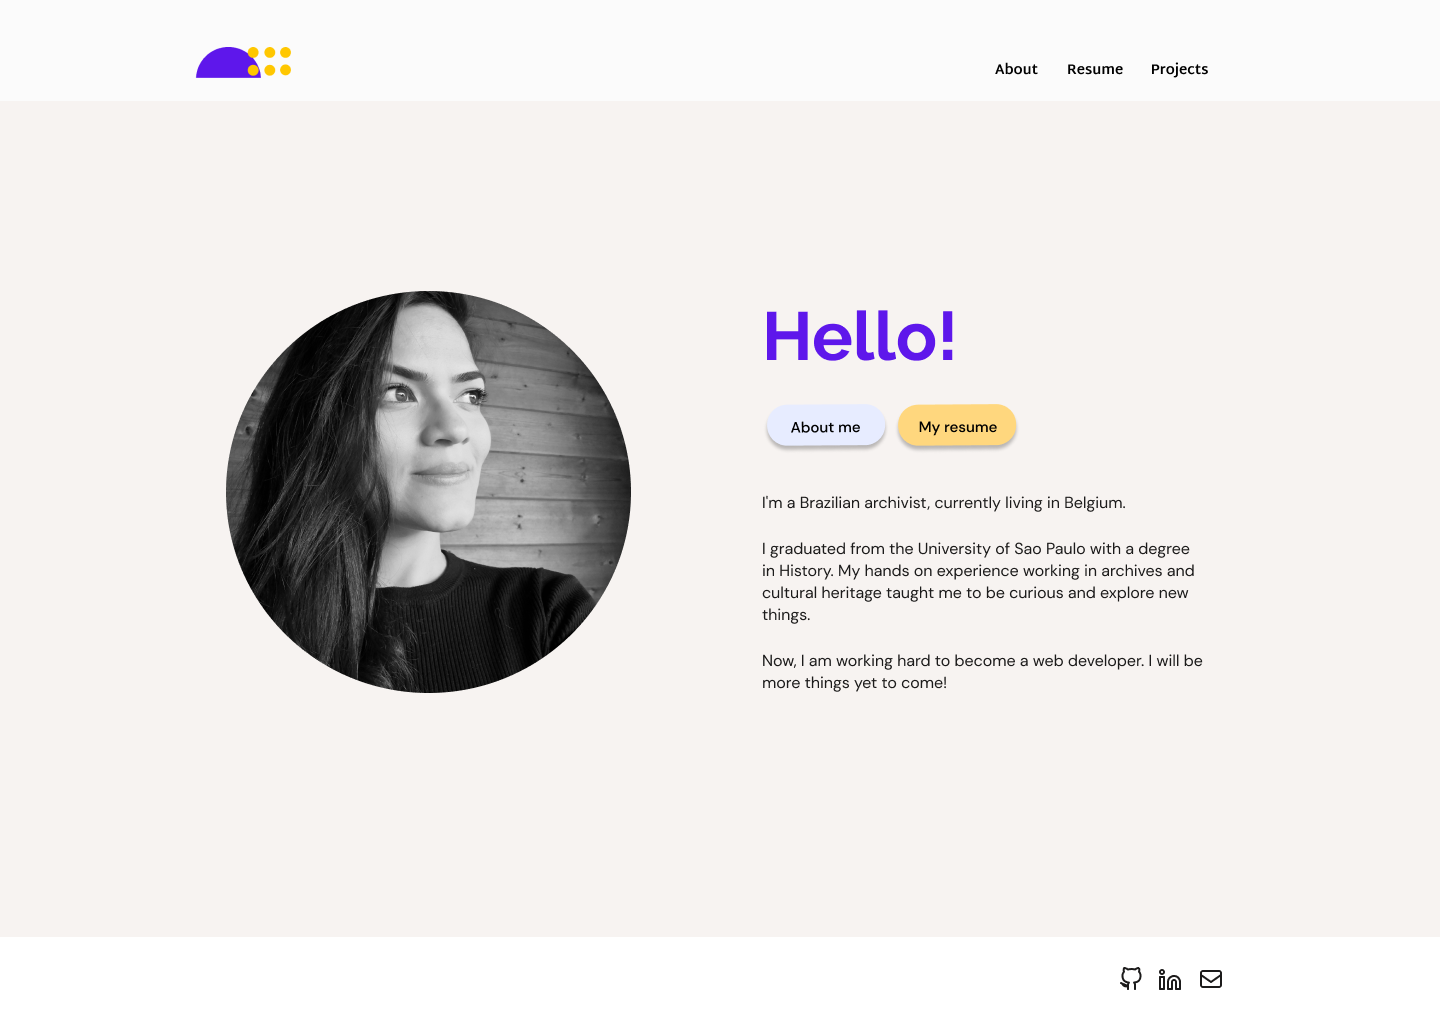 About Resume Projects
Hello!
About me My resume
I'm a Brazilian archivist, currently living in Belgium.
I graduated from the University of Sao Paulo with a degree
in History. My hands on experience working in archives and
cultural heritage taught me to be curious and explore new
things.
Now, I am working hard to become a web developer. I will be
more things yet to come!